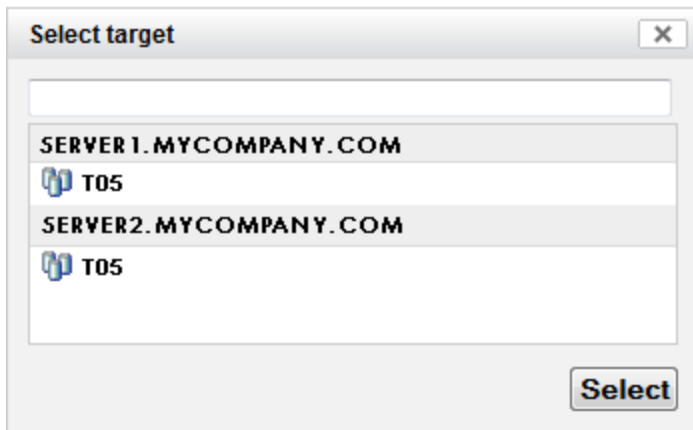 Select target
SERVER1.MYCOMPANY.COM
T05
SERVER2.MYCOMPANY.COM
T05
Select